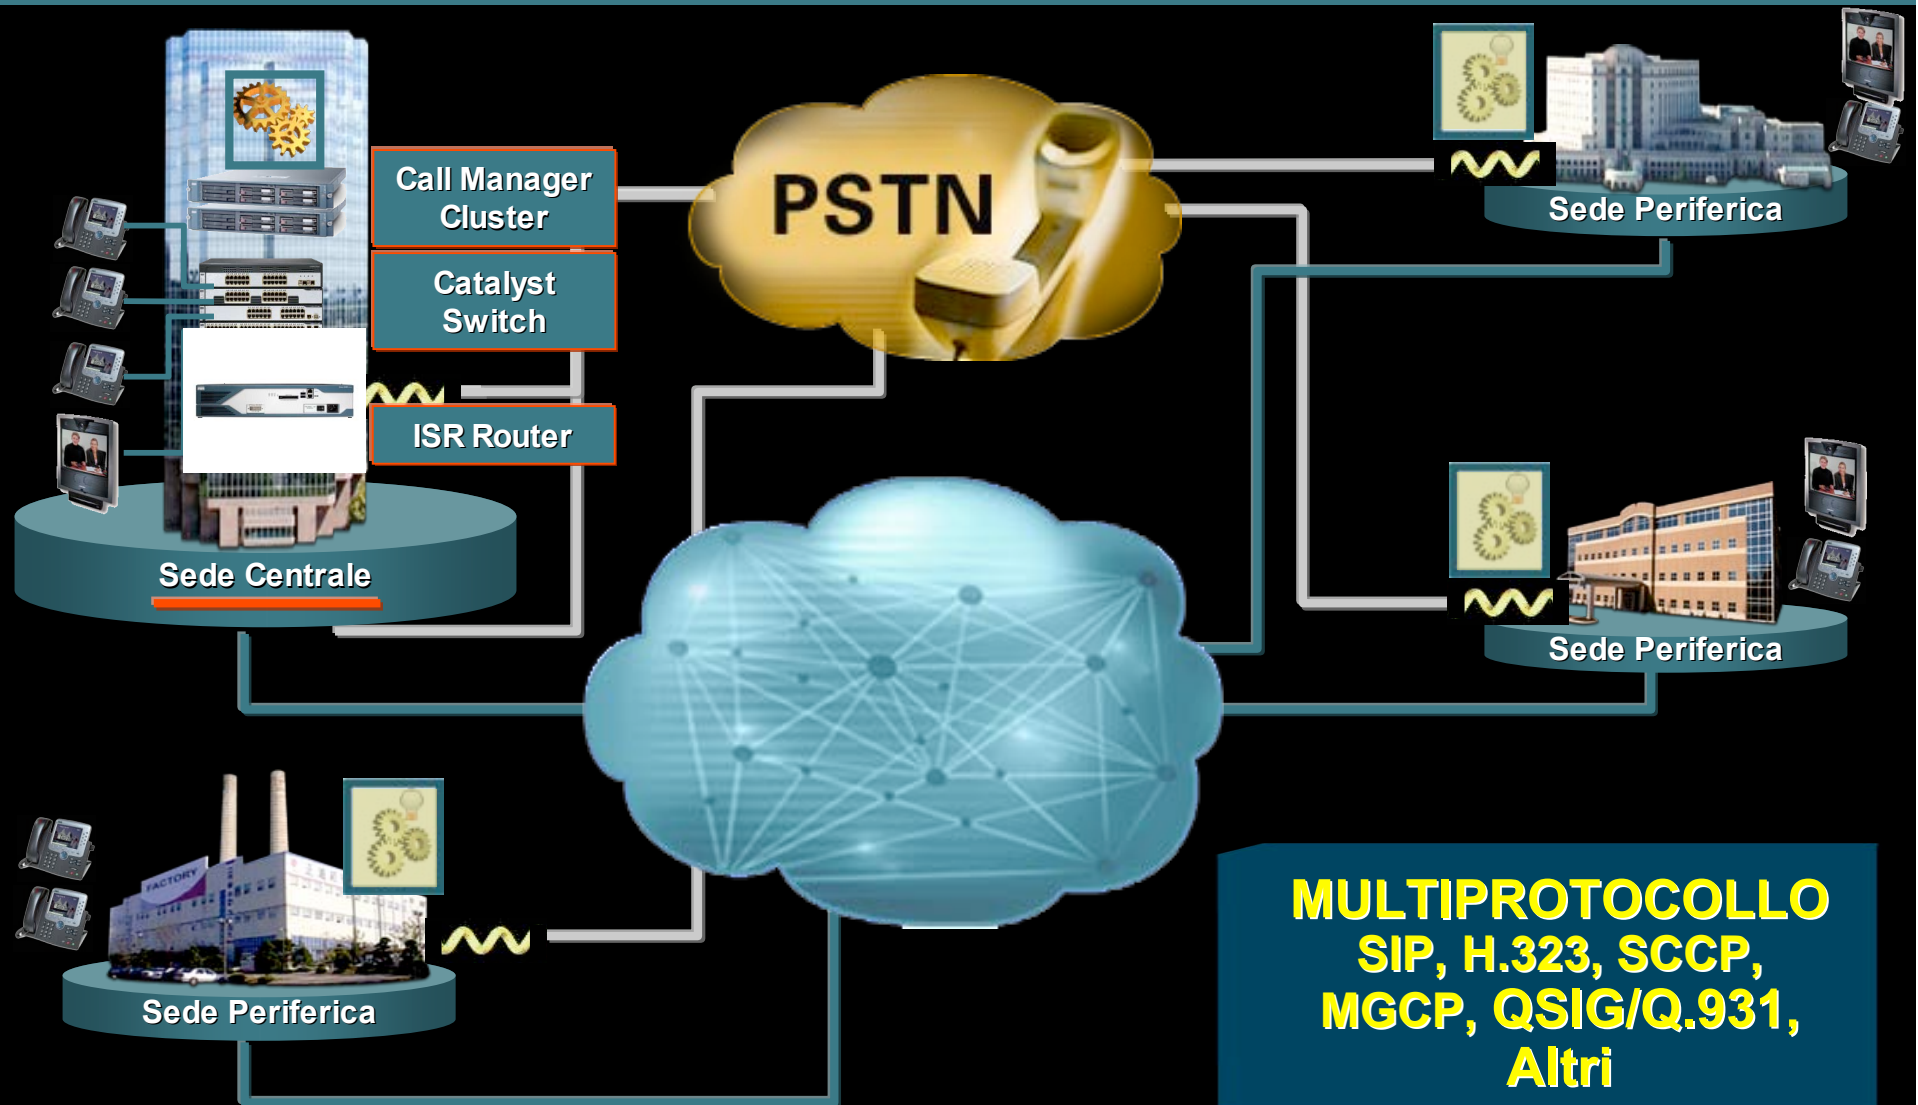 Call Manager
Cluster
Catalyst
Switch
ISR Router
Sede Centrale
PSTN
Sede Periferica
Sede Periferica
FACTORY
Sede Periferica
MULTIPROTOCOLLO
SIP, H.323, SCCP,
MGCP, QSIG/Q.931,
Altri